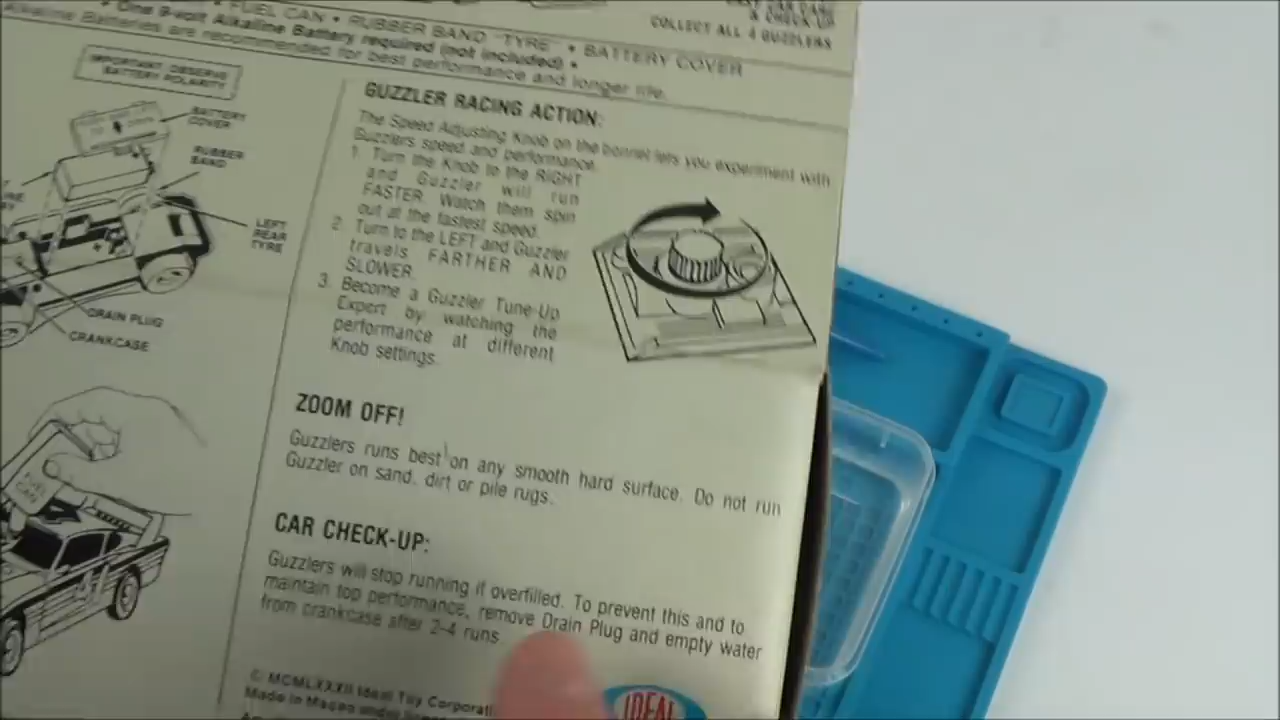 & CHECK-UP
COLLECT ALL 4 GUZZLERS
• FUEL CAN • RUBBER BAND "TYRE" • BATTERY COVER
• One 9-volt Alkaline Battery required (not included) •
Alkaline Batteries are recommended for best performance and longer life.
IMPORTANT: OBSERVE
BATTERY POLARITY
BATTERY
COVER
RUBBER
BAND
LEFT
REAR
TYRE
DRAIN PLUG
CRANKCASE
FUEL
CAN
GUZZLER RACING ACTION:
The Speed Adjusting Knob on the bonnet lets you experiment with
Guzzlers speed and performance.
1. Turn the Knob to the RIGHT
and Guzzler will run
FASTER. Watch them spin
out at the fastest speed.
2. Turn to the LEFT and Guzzler
travels FARTHER AND
SLOWER.
3. Become a Guzzler Tune-Up
Expert by watching the
performance at different
Knob settings.
ZOOM OFF!
Guzzlers runs best on any smooth hard surface. Do not run
Guzzler on sand, dirt or pile rugs.
CAR CHECK-UP:
Guzzlers will stop running if overfilled. To prevent this and to
maintain top performance, remove Drain Plug and empty water
from crankcase after 2-4 runs
© MCMLXXXII Ideal Toy Corporati
Made in Macao under
IDEAL